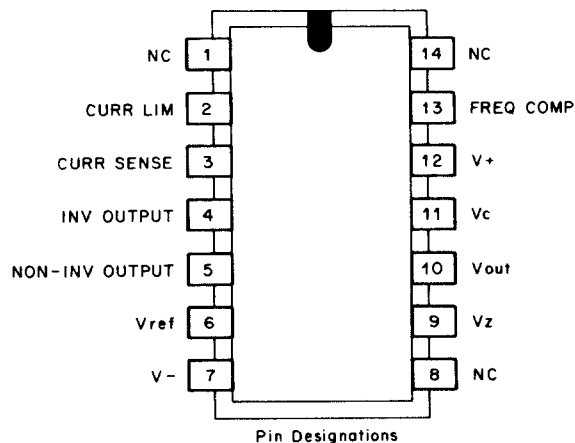 NC 1 14 NC
CURR LIM 2 13 FREQ COMP
CURR SENSE 3 12 V+
INV OUTPUT 4 11 Vc
NON-INV OUTPUT 5 10 Vout
Vref 6 9 Vz
V- 7 8 NC
Pin Designations